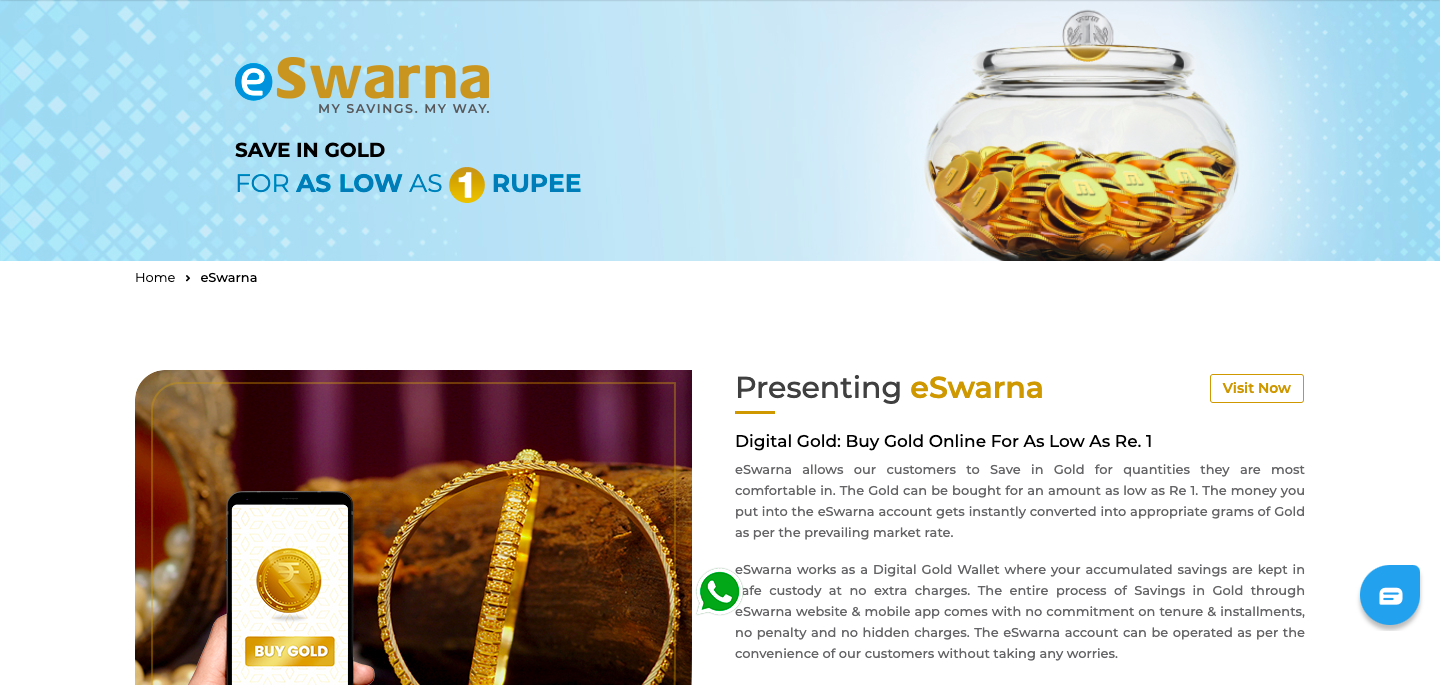 eSwarna
MY SAVINGS. MY WAY.
SAVE IN GOLD
FOR AS LOW AS 1 RUPEE
Home › eSwarna
Presenting eSwarna
Visit Now
Digital Gold: Buy Gold Online For As Low As Re. 1
eSwarna allows our customers to Save in Gold for quantities they are most
comfortable in. The Gold can be bought for an amount as low as Re 1. The money you
put into the eSwarna account gets instantly converted into appropriate grams of Gold
as per the prevailing market rate.
eSwarna works as a Digital Gold Wallet where your accumulated savings are kept in
afe custody at no extra charges. The entire process of Savings in Gold through
eSwarna website & mobile app comes with no commitment on tenure & installments,
no penalty and no hidden charges. The eSwarna account can be operated as per the
convenience of our customers without taking any worries.
₹
BUY GOLD